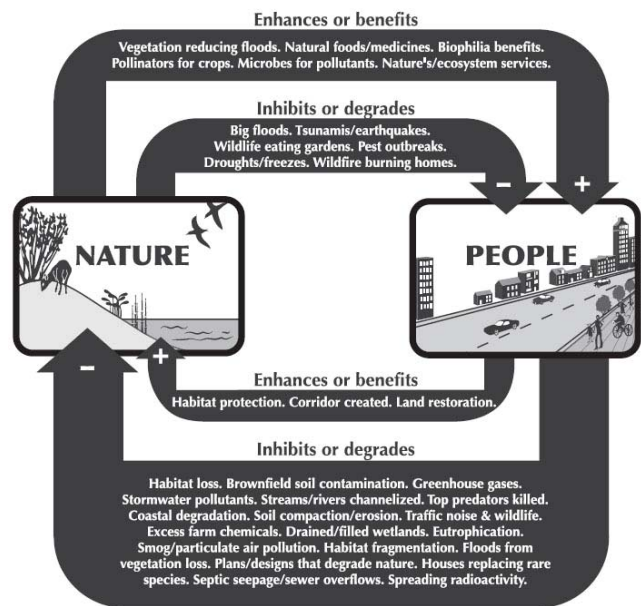 Enhances or benefits
Vegetation reducing floods. Natural foods/medicines. Biophilia benefits.
Pollinators for crops. Microbes for pollutants. Nature's/ecosystem services.
Inhibits or degrades
Big floods. Tsunamis/earthquakes.
Wildlife eating gardens. Pest outbreaks.
Droughts/freezes. Wildfire burning homes.
–
+
NATURE
PEOPLE
–
+
Enhances or benefits
Habitat protection. Corridor created. Land restoration.
Inhibits or degrades
Habitat loss. Brownfield soil contamination. Greenhouse gases.
Stormwater pollutants. Streams/rivers channelized. Top predators killed.
Coastal degradation. Soil compaction/erosion. Traffic noise & wildlife.
Excess farm chemicals. Drained/filled wetlands. Eutrophication.
Smog/particulate air pollution. Habitat fragmentation. Floods from
vegetation loss. Plans/designs that degrade nature. Houses replacing rare
species. Septic seepage/sewer overflows. Spreading radioactivity.